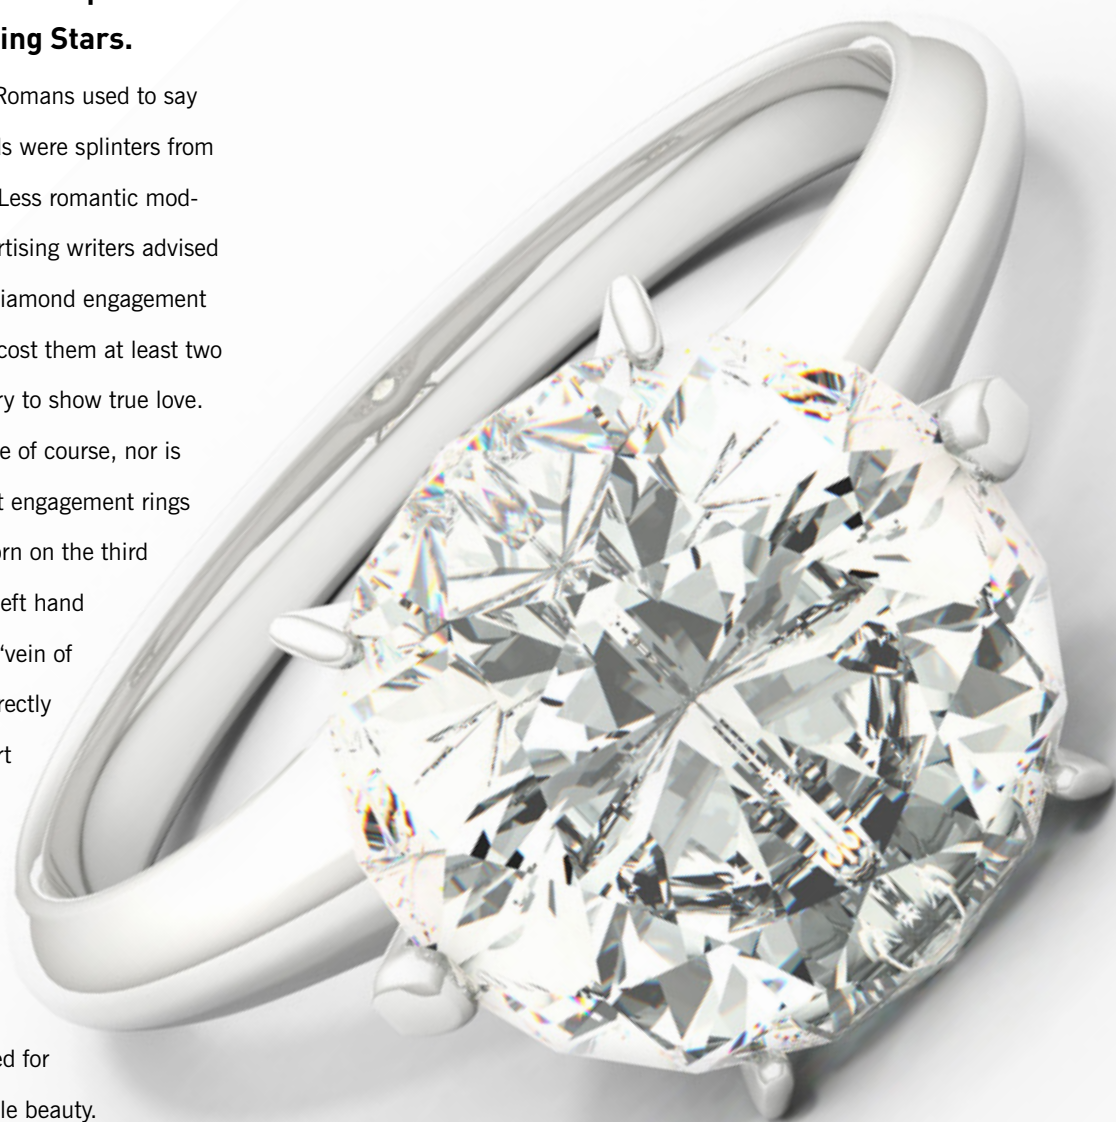 ing Stars.
Romans used to say
s were splinters from
Less romantic mod-
rtising writers advised
iamond engagement
cost them at least two
ry to show true love.
e of course, nor is
t engagement rings
rn on the third
eft hand
“vein of
rectly
rt
ed for
le beauty.